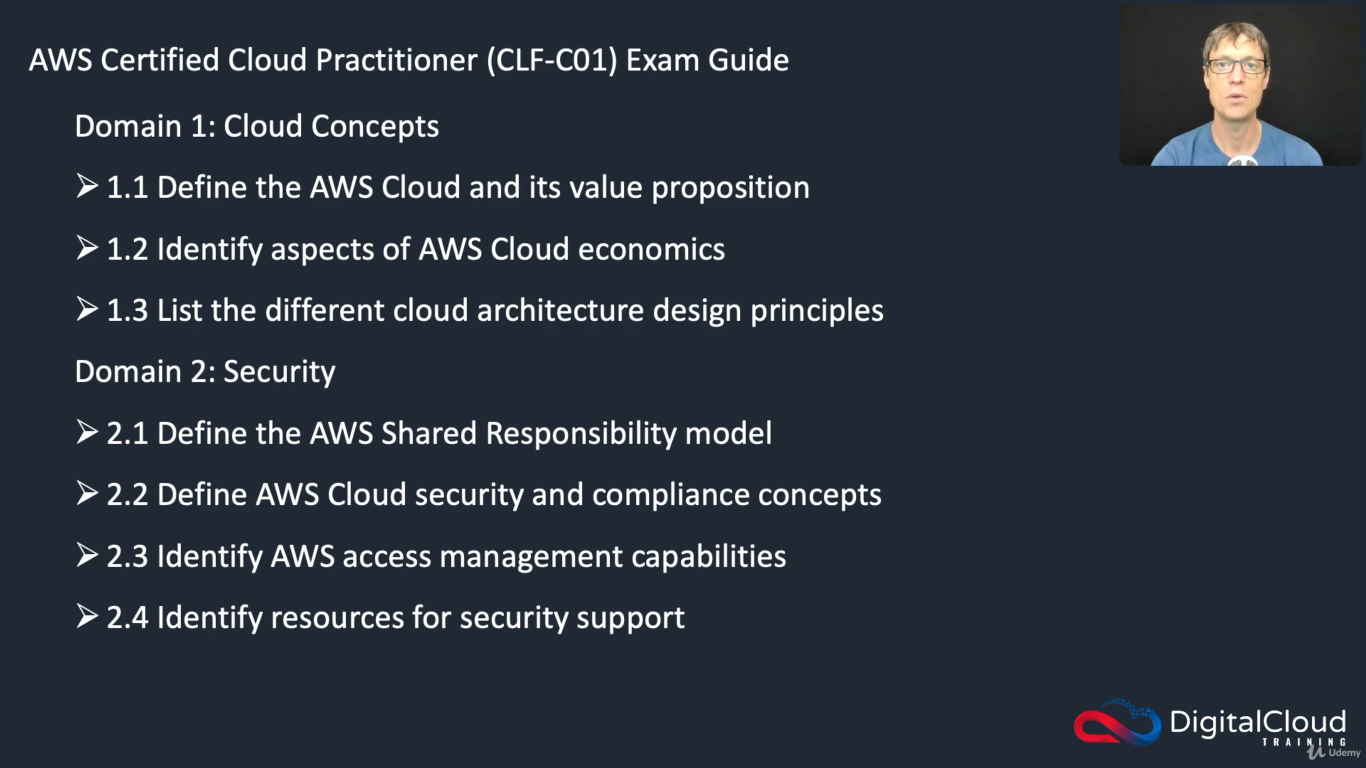 AWS Certified Cloud Practitioner (CLF-C01) Exam Guide
Domain 1: Cloud Concepts
➢ 1.1 Define the AWS Cloud and its value proposition
➢ 1.2 Identify aspects of AWS Cloud economics
➢ 1.3 List the different cloud architecture design principles
Domain 2: Security
➢ 2.1 Define the AWS Shared Responsibility model
➢ 2.2 Define AWS Cloud security and compliance concepts
➢ 2.3 Identify AWS access management capabilities
➢ 2.4 Identify resources for security support
DigitalCloud
TRAINING
Udemy